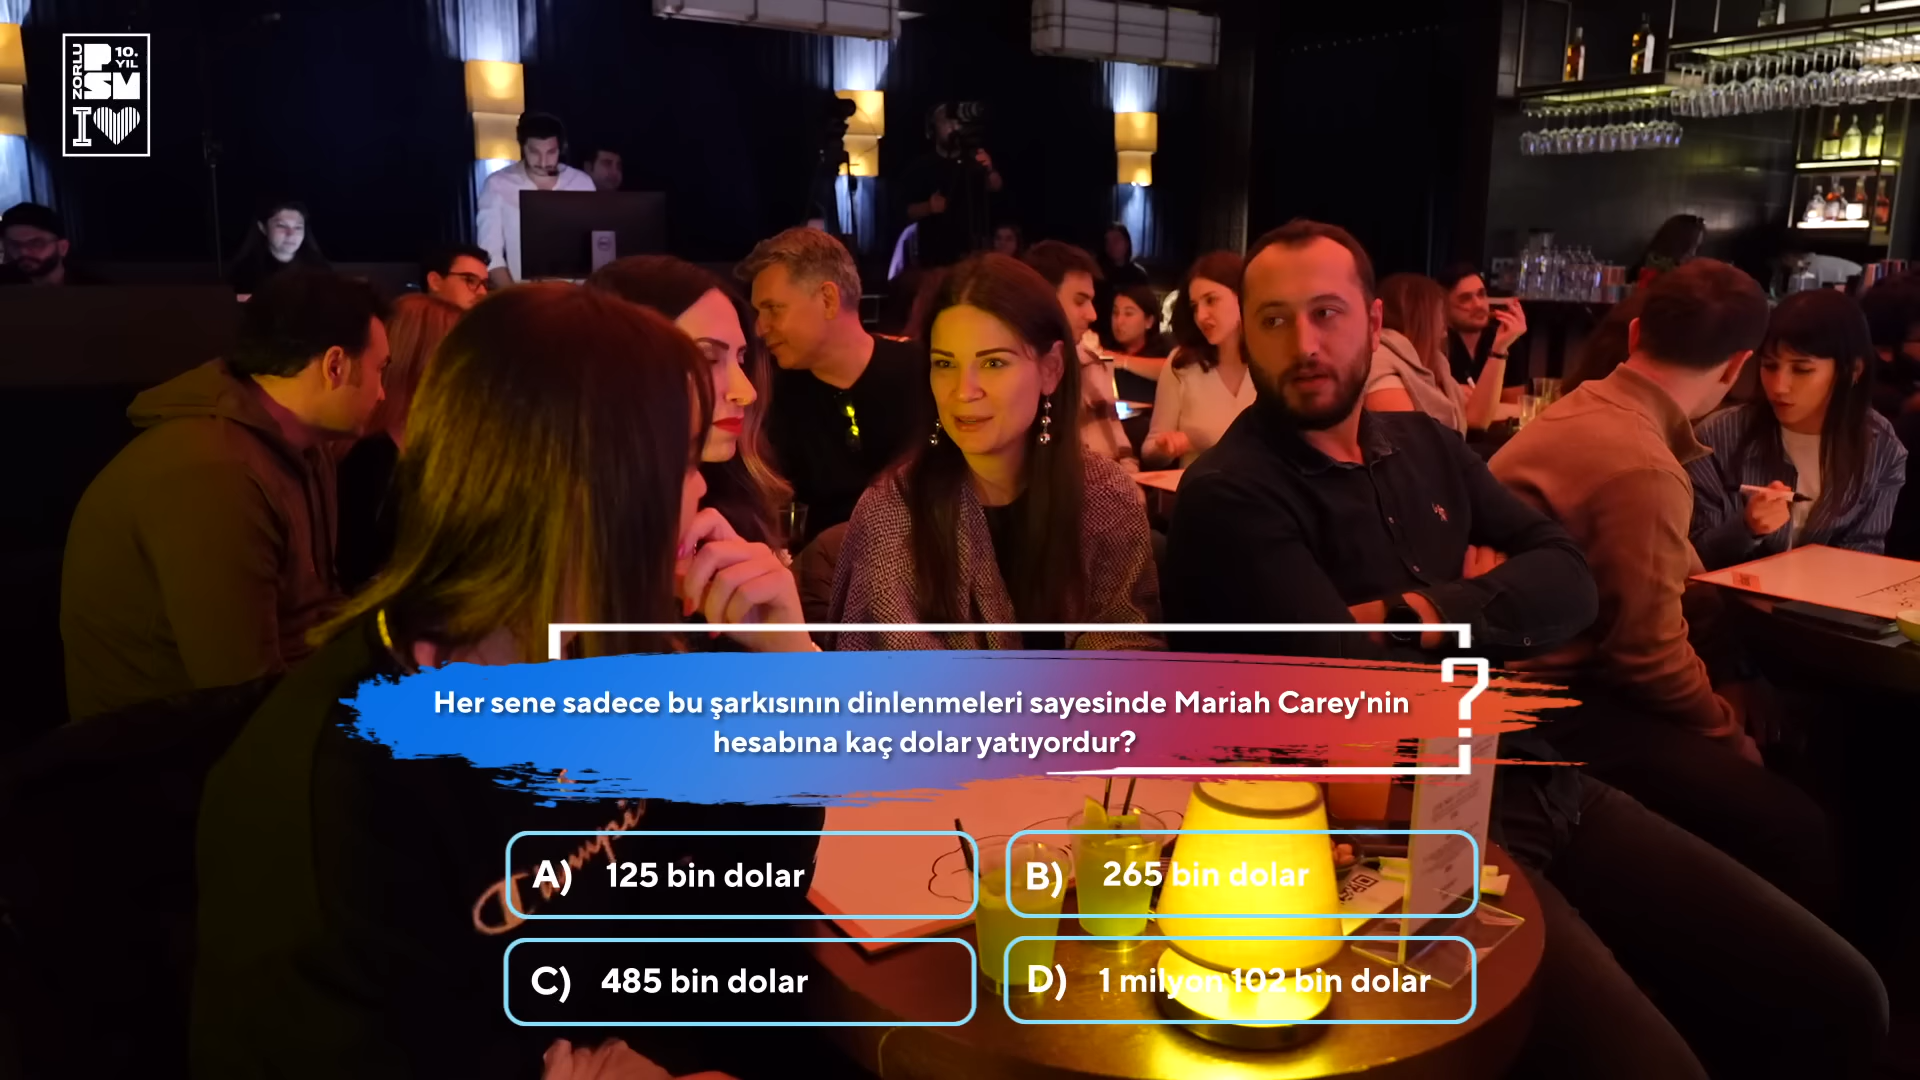 ZORLU
PSM
10.
YIL
I
Her sene sadece bu şarkısının dinlenmeleri sayesinde Mariah Carey'nin
hesabına kaç dolar yatıyordur?
?
A) 125 bin dolar
B) 265 bin dolar
C) 485 bin dolar
D) 1 milyon 102 bin dolar